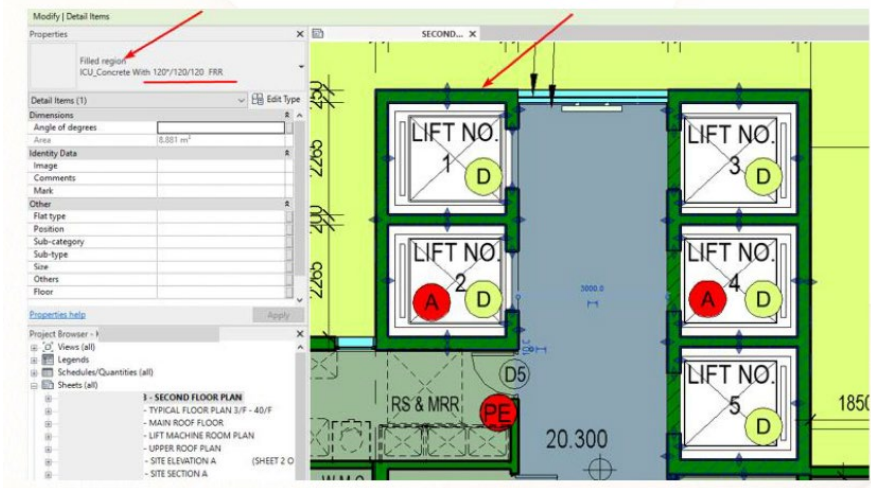 Modify | Detail Items
Properties
Filled region
ICU_Concrete With 120*/120/120 FRR
Detail Items (1)
Edit Type
Dimensions
Angle of degrees
Area
8.881 m²
Identity Data
Image
Comments
Mark
Other
Flat type
Position
Sub-category
Sub-type
Size
Others
Floor
Properties help
Apply
Project Browser -
Views (all)
Legends
Schedules/Quantities (all)
Sheets (all)
- SECOND FLOOR PLAN
- TYPICAL FLOOR PLAN 3/F - 40/F
- MAIN ROOF FLOOR
- LIFT MACHINE ROOM PLAN
- UPPER ROOF PLAN
- SITE ELEVATION A (SHEET 2 O
- SITE SECTION A
SECOND...
LIFT NO.
1
D
LIFT NO.
3
D
2265
LIFT NO.
2
A
D
LIFT NO.
4
A
D
2265
3000.0
D5
RS & MRR
PE
LIFT NO.
5
D
1850
20.300